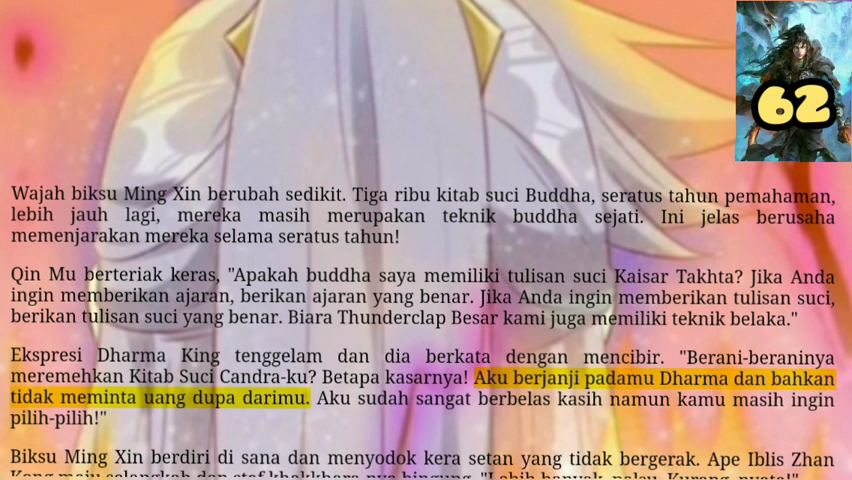 62
Wajah biksu Ming Xin berubah sedikit. Tiga ribu kitab suci Buddha, seratus tahun pemahaman,
lebih jauh lagi, mereka masih merupakan teknik buddha sejati. Ini jelas berusaha
memenjarakan mereka selama seratus tahun!
Qin Mu berteriak keras, "Apakah buddha saya memiliki tulisan suci Kaisar Takhta? Jika Anda
ingin memberikan ajaran, berikan ajaran yang benar. Jika Anda ingin memberikan tulisan suci,
berikan tulisan suci yang benar. Biara Thunderclap Besar kami juga memiliki teknik belaka."
Ekspresi Dharma King tenggelam dan dia berkata dengan mencibir. "Berani-beraninya
meremehkan Kitab Suci Candra-ku? Betapa kasarnya! Aku berjanji padamu Dharma dan bahkan
tidak meminta uang dupa darimu. Aku sudah sangat berbelas kasih namun kamu masih ingin
pilih-pilih!"
Biksu Ming Xin berdiri di sana dan menyodok kera setan yang tidak bergerak. Ape Iblis Zhan